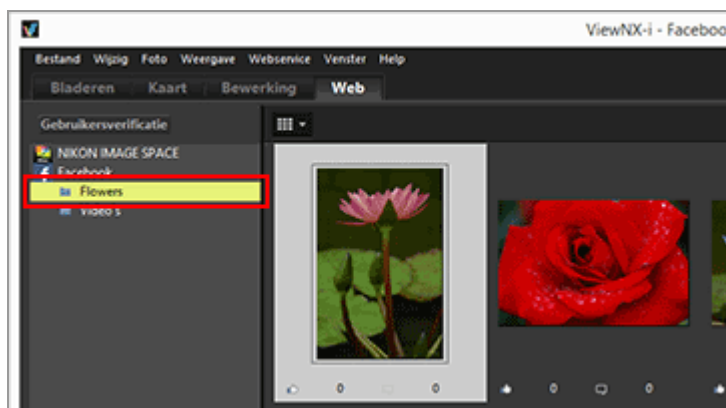 ViewNX-i - Faceboo
Bestand Wijzig Foto Weergave Webservice Venster Help
Bladeren Kaart Bewerking Web
Gebruikersverificatie
NIKON IMAGE SPACE
Facebook
Flowers
Video's
0 0 0 0